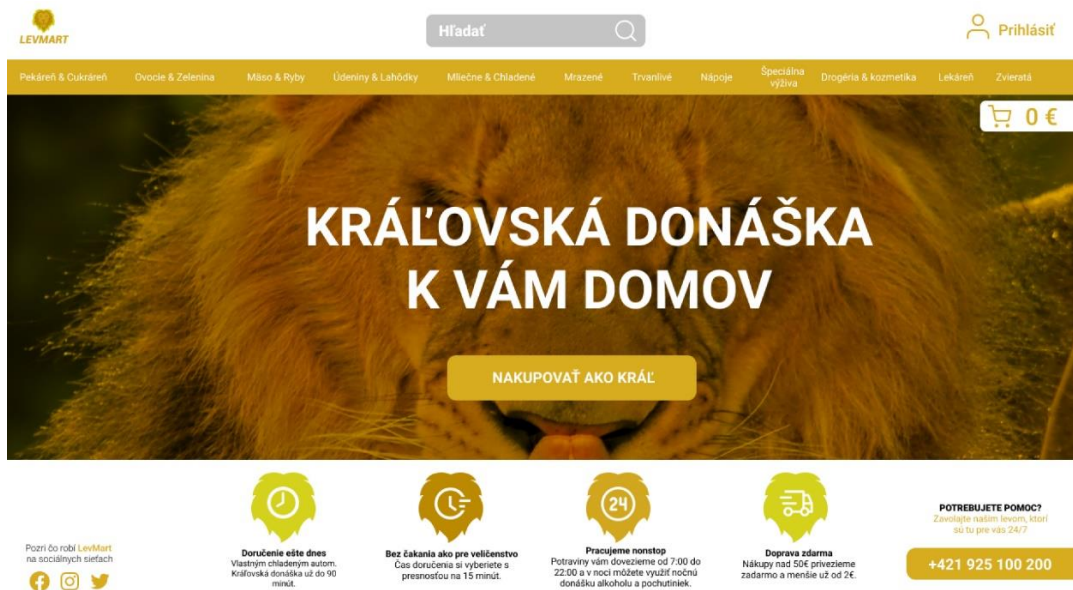 LEVMART
Hľadať
Prihlásiť
Pekáreň & Cukráreň
Ovocie & Zelenina
Mäso & Ryby
Údeniny & Lahôdky
Mliečne & Chladené
Mrazené
Trvanlivé
Nápoje
Špeciálna
výživa
Drogéria & kozmetika
Lekáreň
Zvieratá
0 €
KRÁĽOVSKÁ DONÁŠKA
K VÁM DOMOV
NAKUPOVAŤ AKO KRÁĽ
Pozri čo robí LevMart
na sociálnych sieťach
Doručenie ešte dnes
Vlastným chladeným autom.
Kráľovská donáška už do 90
minút.
Bez čakania ako pre veličenstvo
Čas doručenia si vyberiete s
presnosťou na 15 minút.
24
Pracujeme nonstop
Potraviny vám dovezieme od 7:00 do
22:00 a v noci môžete využiť nočnú
donášku alkoholu a pochutiniek.
Doprava zdarma
Nákupy nad 50€ privezieme
zadarmo a menšie už od 2€.
POTREBUJETE POMOC?
Zavolajte našim levom, ktorí
sú tu pre vás 24/7
+421 925 100 200